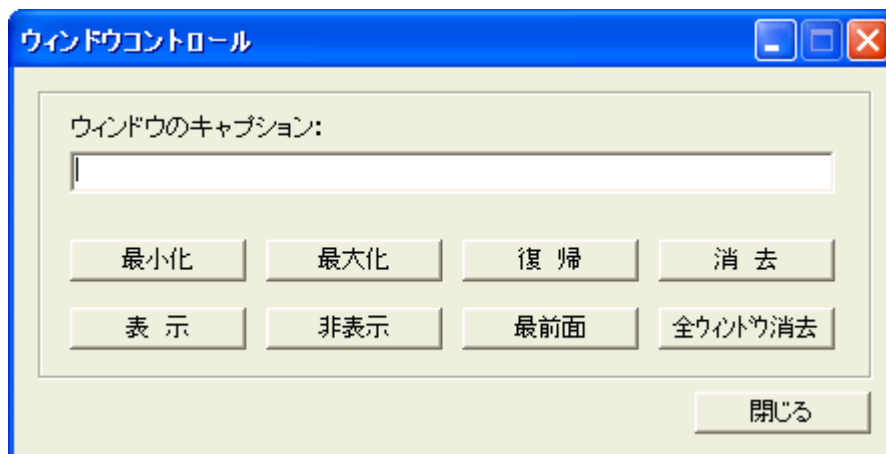 ウィンドウコントロール
ウィンドウのキャプション:
最小化 最大化 復 帰 消 去
表 示 非表示 最前面 全ウィンドウ消去
閉じる